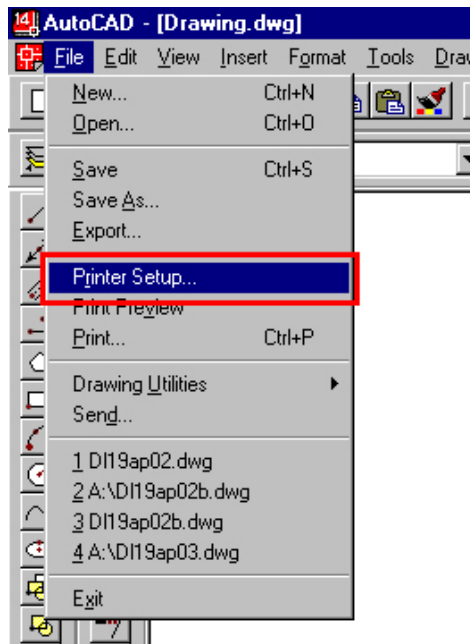 14 AutoCAD - [Drawing.dwg]
File Edit View Insert Format Tools Draw
New... Ctrl+N
Open... Ctrl+O
Save Ctrl+S
Save As...
Export...
Printer Setup...
Print Preview
Print... Ctrl+P
Drawing Utilities
Send...
1 DI19ap02.dwg
2 A:\DI19ap02b.dwg
3 DI19ap02b.dwg
4 A:\DI19ap03.dwg
Exit